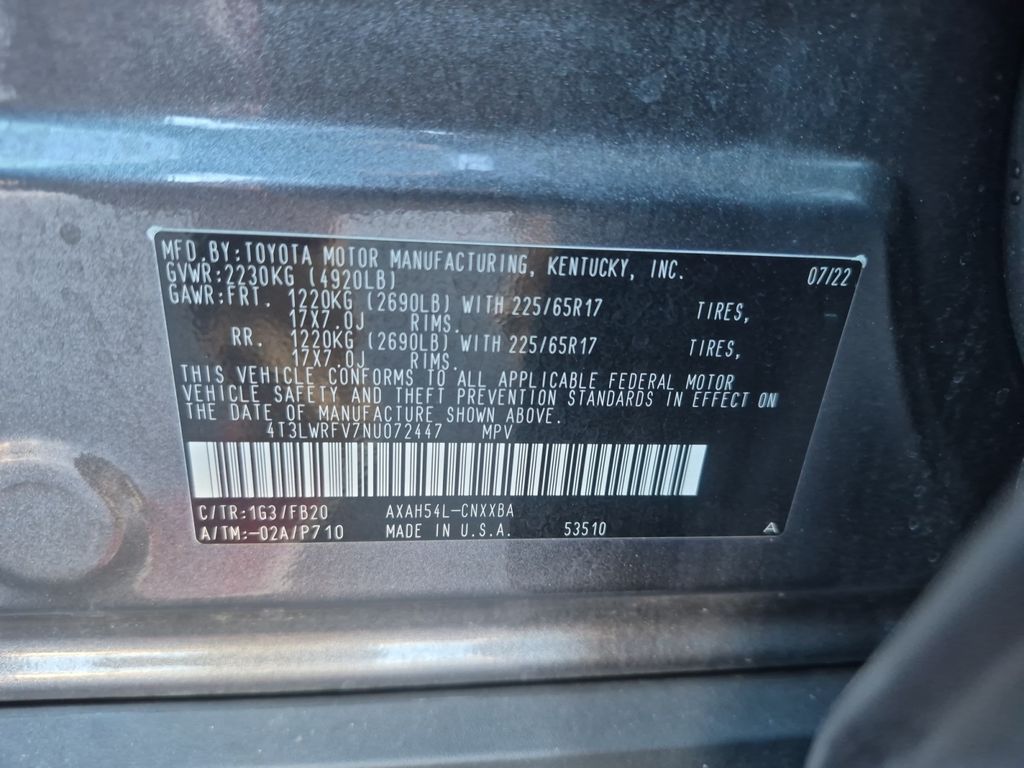 MFD.BY:TOYOTA MOTOR MANUFACTURING, KENTUCKY, INC. 07/22
GVWR:2230KG (4920LB)
GAWR:FRT. 1220KG (2690LB) WITH 225/65R17 TIRES,
17X7.0J RIMS.
RR. 1220KG (2690LB) WITH 225/65R17 TIRES,
17X7.0J RIMS.
THIS VEHICLE CONFORMS TO ALL APPLICABLE FEDERAL MOTOR
VEHICLE SAFETY AND THEFT PREVENTION STANDARDS IN EFFECT ON
THE DATE OF MANUFACTURE SHOWN ABOVE.
4T3LWRFV7NU072447 MPV
C/TR:1G3/FB20 AXAH54L-CNXXBA
A/TM:-02A/P710 MADE IN U.S.A. 53510 A